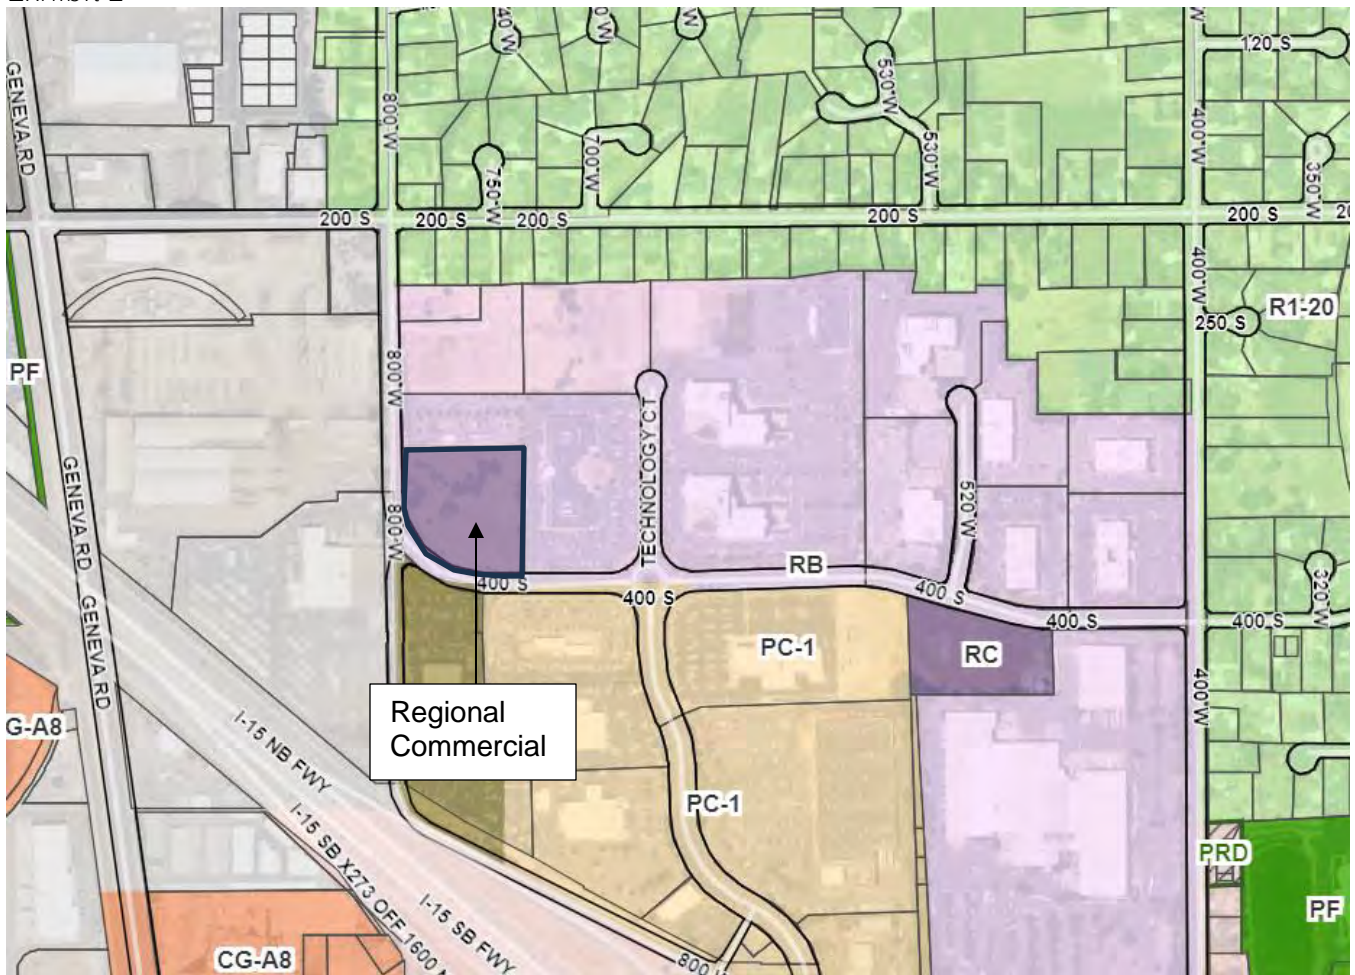 120 S
GENEVA RD
800 W
530 W
400 W
750 W
700 W
530 W
350 W
200 S
200 S
200 S
200 S
200 S
400 W
250 S
R1-20
PF
800 W
TECHNOLOGY CT
GENEVA RD
800 W
520 W
RB
320 W
400 S
400 S
400 S
400 S
400 S
PC-1
RC
GENEVA RD
400 W
Regional
Commercial
G-A8
I-15 NB FWY
PC-1
I-15 SB X273 OFF 1600 N
PRD
I-15 SB FWY
PF
CG-A8
800